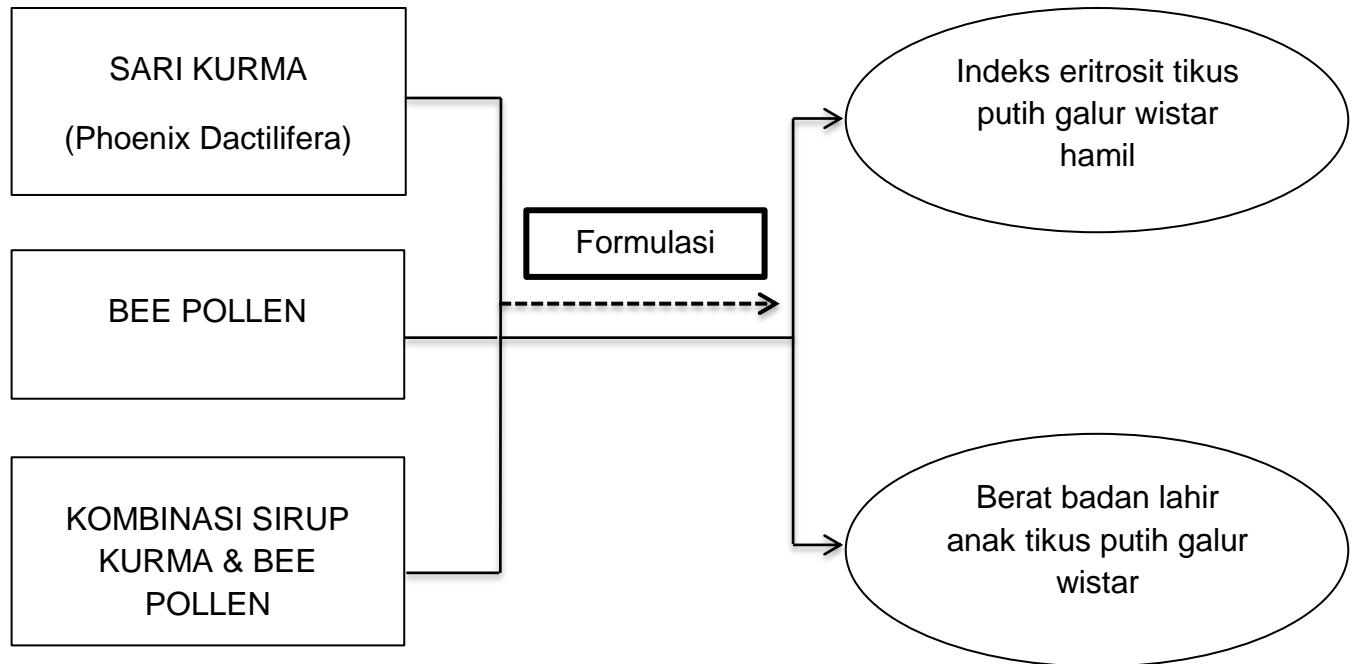 SARI KURMA
(Phoenix Dactilifera)
BEE POLLEN
KOMBINASI SIRUP
KURMA & BEE
POLLEN
Formulasi
Indeks eritrosit tikus
putih galur wistar
hamil
Berat badan lahir
anak tikus putih galur
wistar